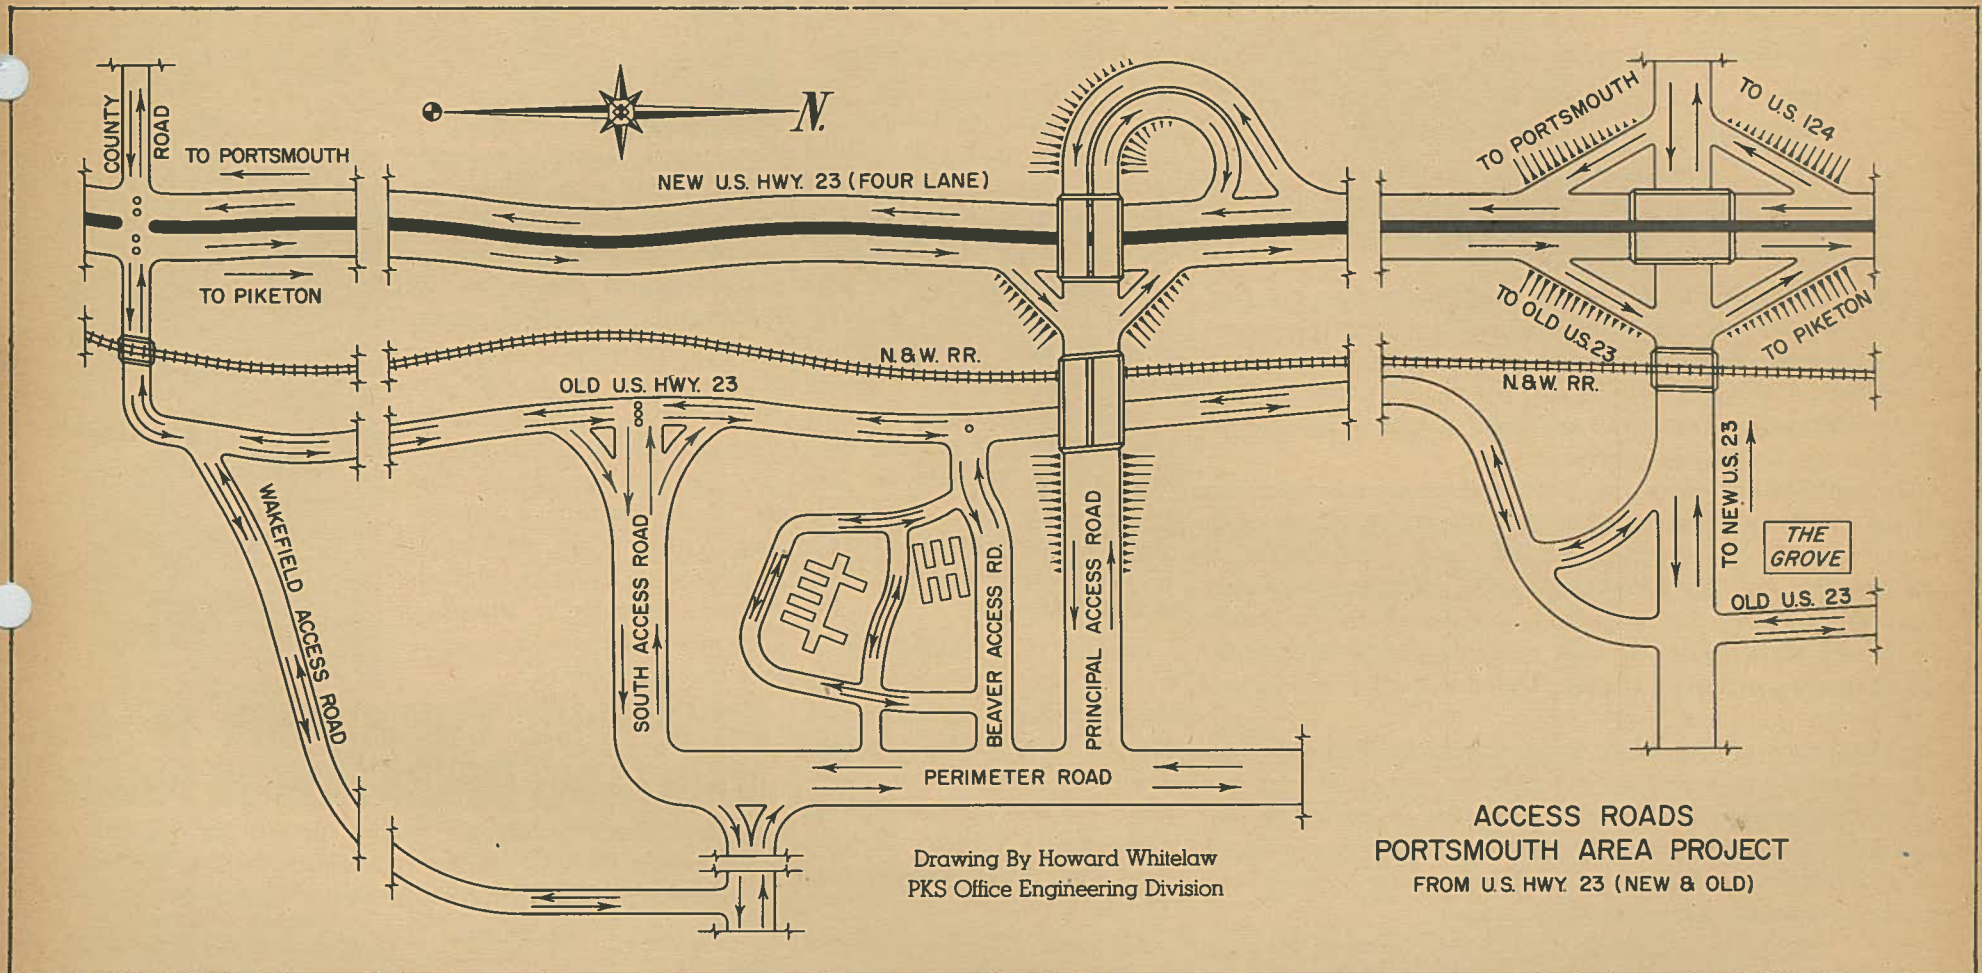 COUNTY
ROAD
TO PORTSMOUTH
N.
NEW U.S. HWY. 23 (FOUR LANE)
TO PORTSMOUTH
TO U.S. 124
TO PIKETON
TO OLD U.S. 23
TO PIKETON
N.&W. RR.
N.&W. RR.
OLD U.S. HWY. 23
WAKEFIELD ACCESS ROAD
SOUTH ACCESS ROAD
BEAVER ACCESS RD.
PRINCIPAL ACCESS ROAD
TO NEW U.S. 23
THE
GROVE
OLD U.S. 23
PERIMETER ROAD
ACCESS ROADS
PORTSMOUTH AREA PROJECT
FROM U.S. HWY. 23 (NEW & OLD)
Drawing By Howard Whitelaw
PKS Office Engineering Division